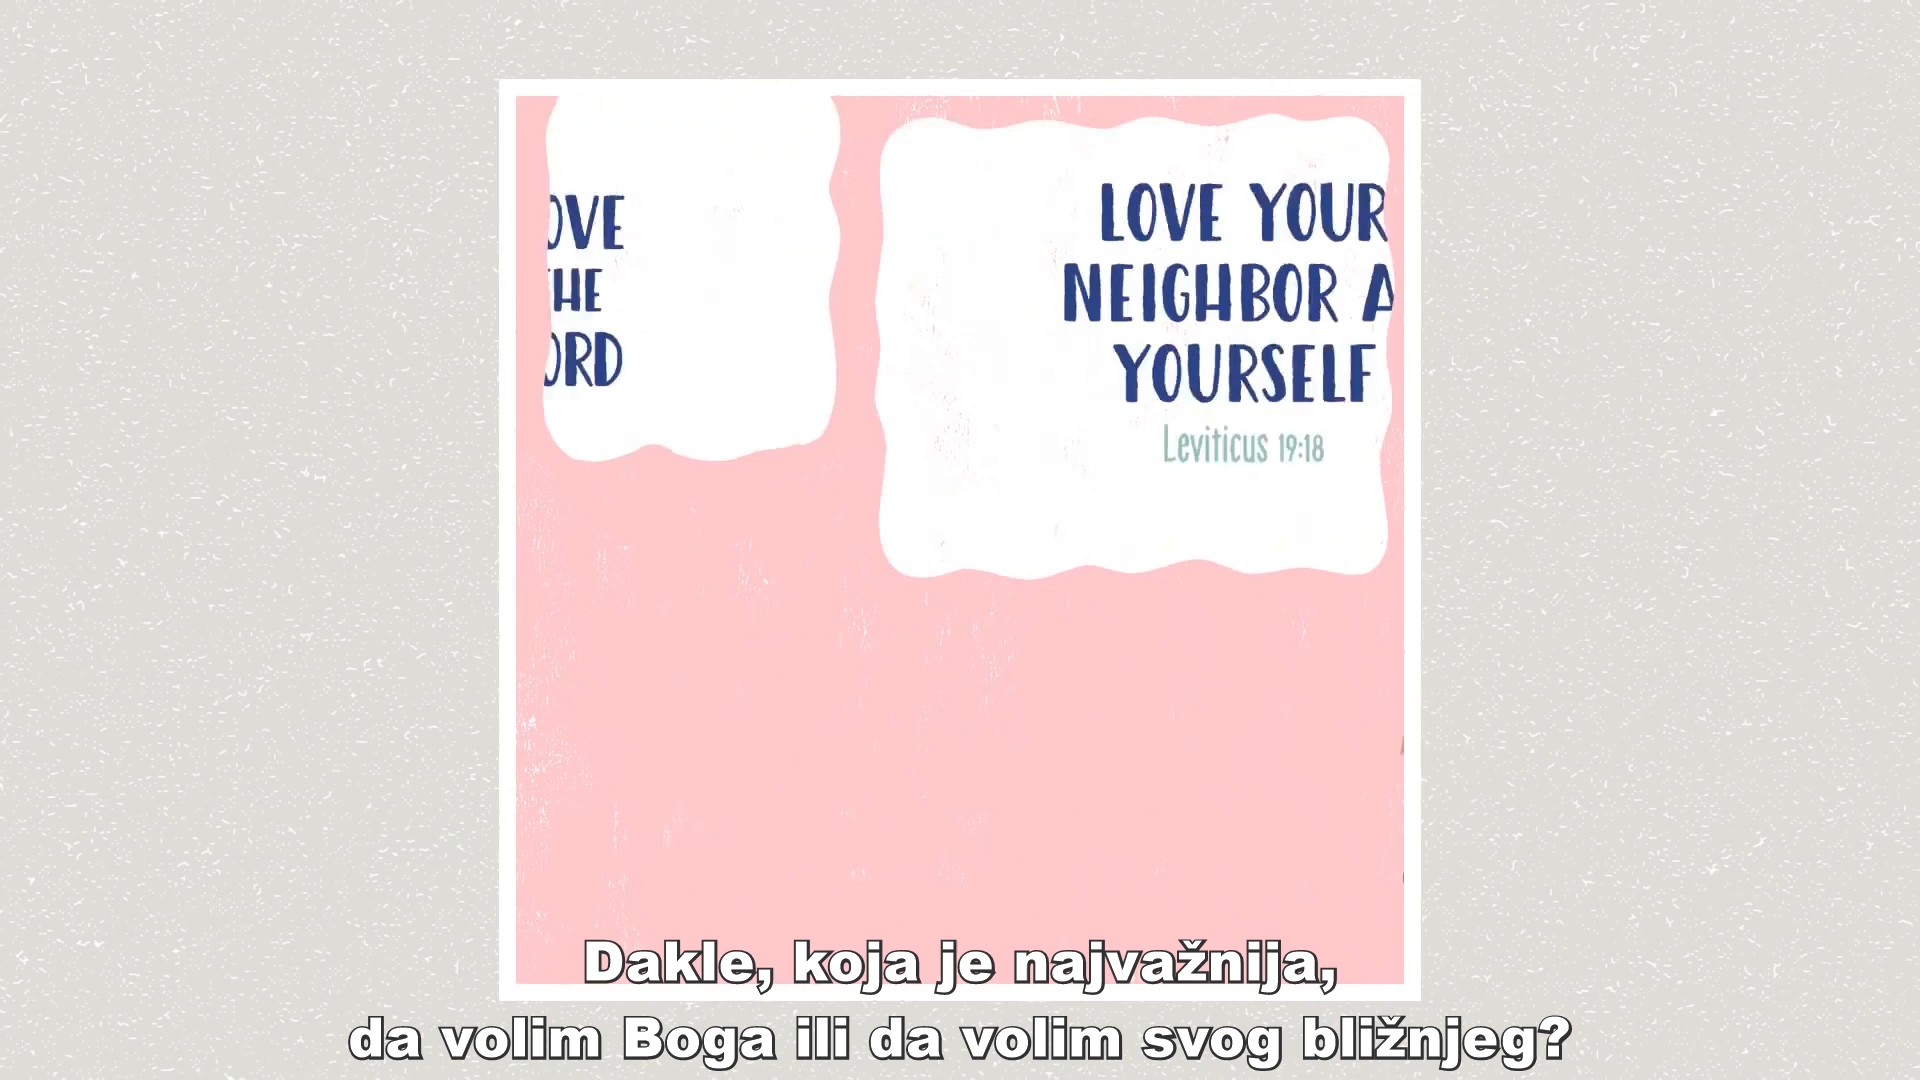 OVE
HE
ORD
LOVE YOUR
NEIGHBOR A
YOURSELF
Leviticus 19:18
Dakle, koja je najvažnija,
da volim Boga ili da volim svog bližnjeg?